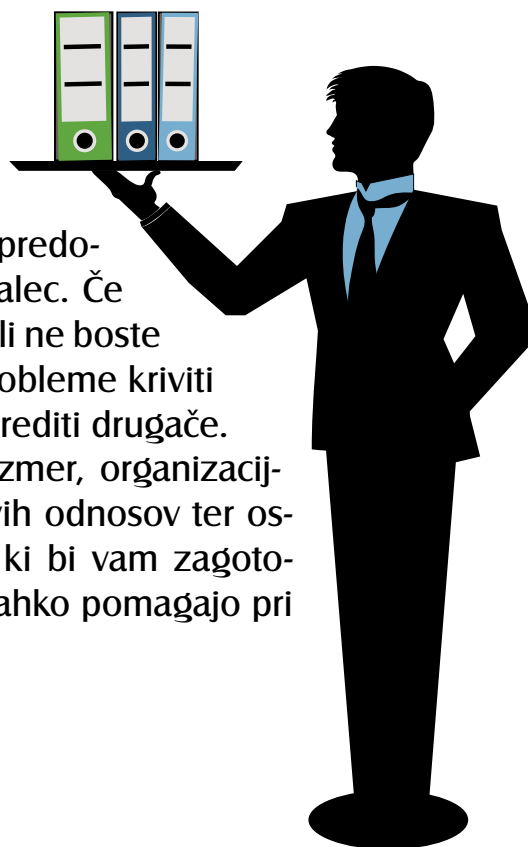 predo-
alec. Če
li ne boste
obleme kriviti
rediti drugače.
zmer, organizacij-
vih odnosov ter os-
ki bi vam zagoto-
ahko pomagajo pri